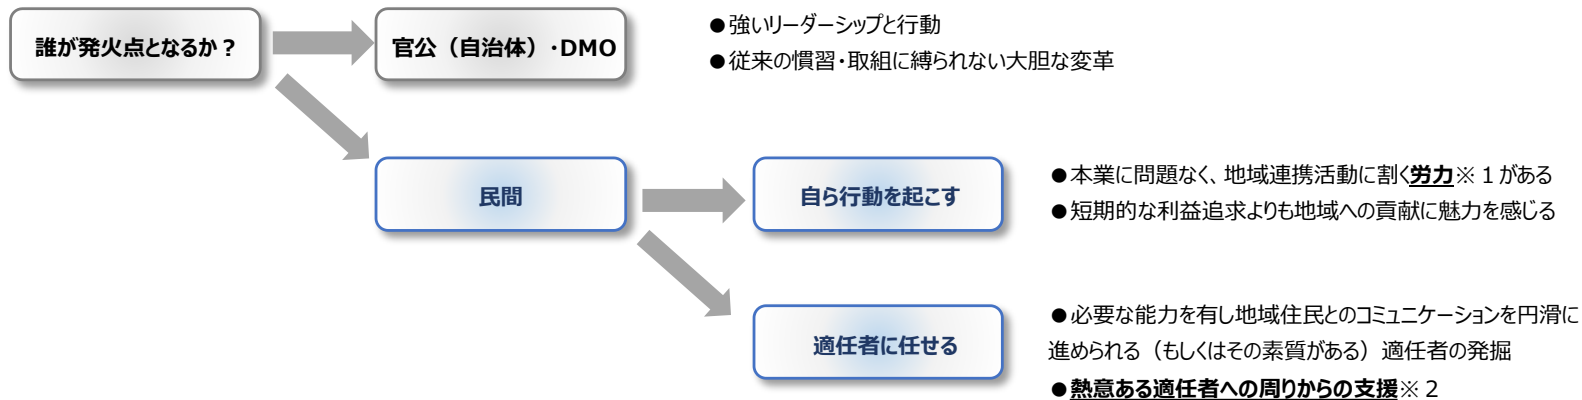 誰が発火点となるか？
官公（自治体）・DMO
●強いリーダーシップと行動
●従来の慣習・取組に縛られない大胆な変革
民間
自ら行動を起こす
●本業に問題なく、地域連携活動に割く労力※１がある
●短期的な利益追求よりも地域への貢献に魅力を感じる
適任者に任せる
●必要な能力を有し地域住民とのコミュニケーションを円滑に
進められる（もしくはその素質がある）適任者の発掘
●熱意ある適任者への周りからの支援※２